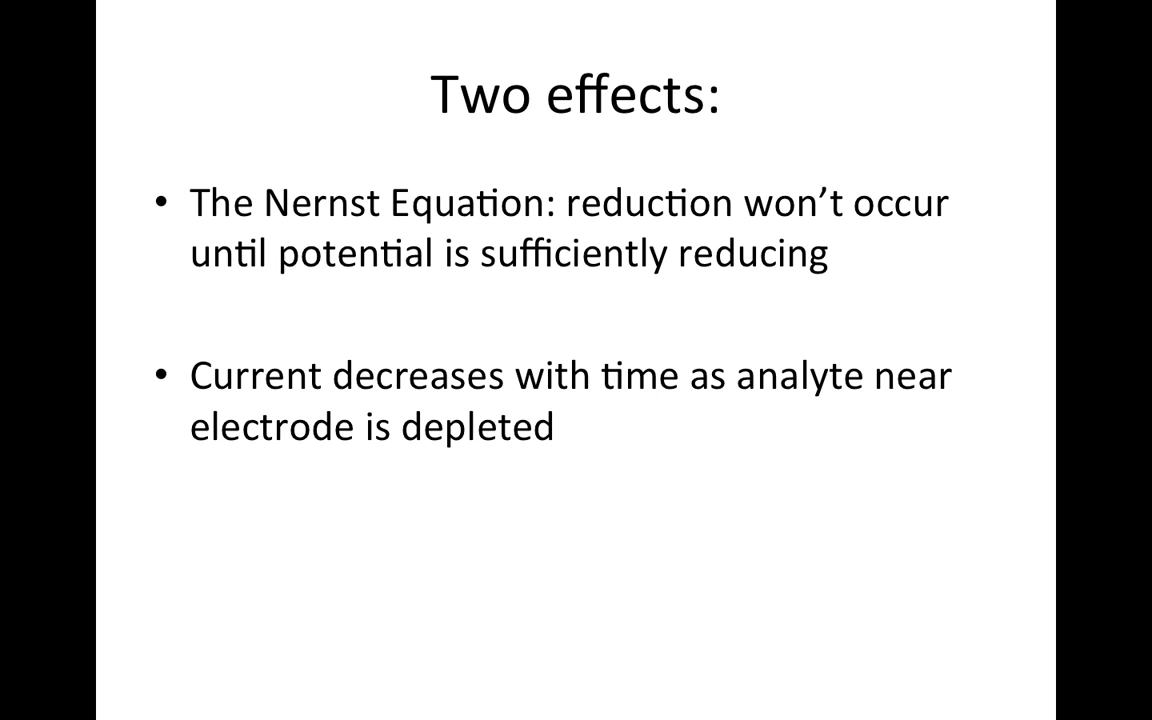 Two effects:
• The Nernst Equation: reduction won’t occur
until potential is sufficiently reducing
• Current decreases with time as analyte near
electrode is depleted